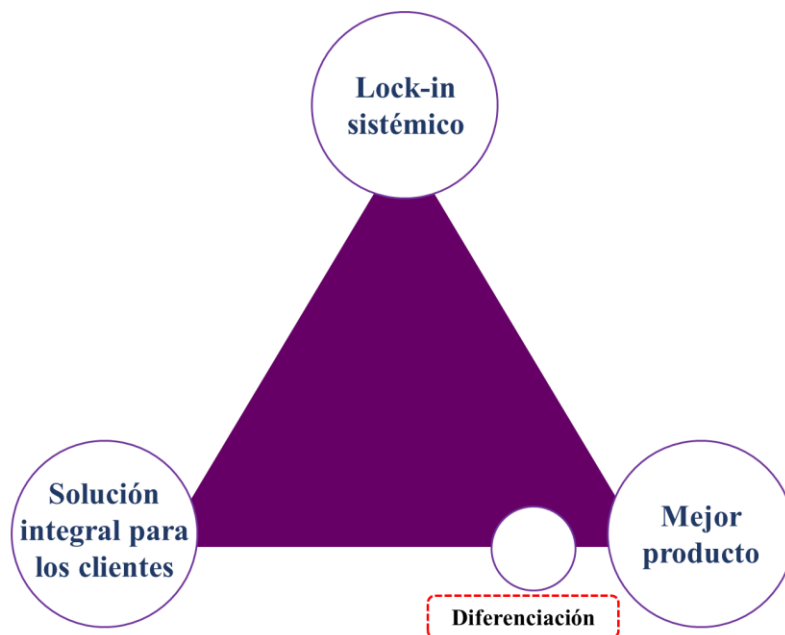 Lock-in
sistémico
Solución
integral para
los clientes
Mejor
producto
Diferenciación